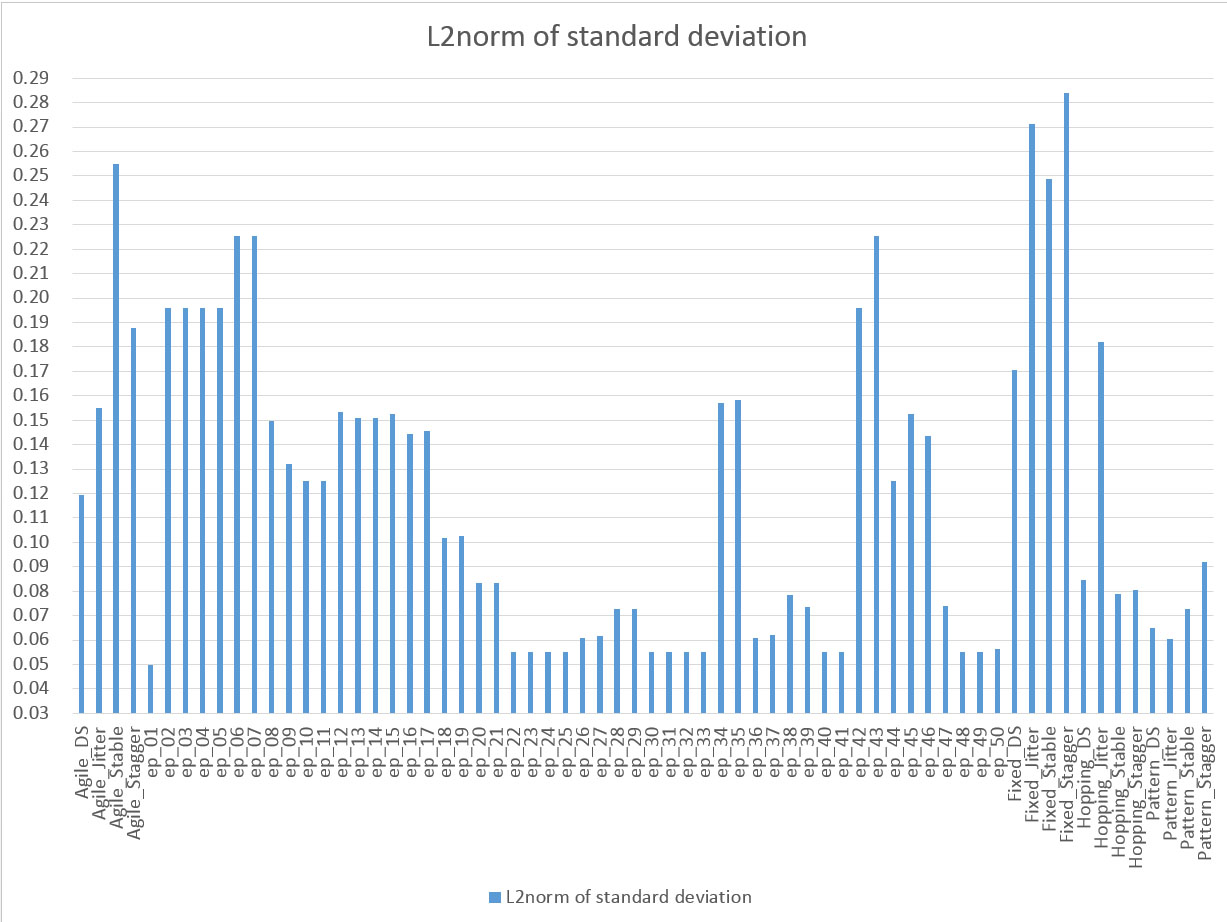 L2norm of standard deviation
0.29
0.28
0.27
0.26
0.25
0.24
0.23
0.22
0.21
0.20
0.19
0.18
0.17
0.16
0.15
0.14
0.13
0.12
0.11
0.10
0.09
0.08
0.07
0.06
0.05
0.04
0.03
Agile_DS
Agile_Jitter
Agile_Stable
Agile_Stagger
ep_01
ep_02
ep_03
ep_04
ep_05
ep_06
ep_07
ep_08
ep_09
ep_10
ep_11
ep_12
ep_13
ep_14
ep_15
ep_16
ep_17
ep_18
ep_19
ep_20
ep_21
ep_22
ep_23
ep_24
ep_25
ep_26
ep_27
ep_28
ep_29
ep_30
ep_31
ep_32
ep_33
ep_34
ep_35
ep_36
ep_37
ep_38
ep_39
ep_40
ep_41
ep_42
ep_43
ep_44
ep_45
ep_46
ep_47
ep_48
ep_49
ep_50
Fixed_DS
Fixed_Jitter
Fixed_Stable
Fixed_Stagger
Hopping_DS
Hopping_Jitter
Hopping_Stable
Hopping_Stagger
Pattern_DS
Pattern_Jitter
Pattern_Stable
Pattern_Stagger
L2norm of standard deviation